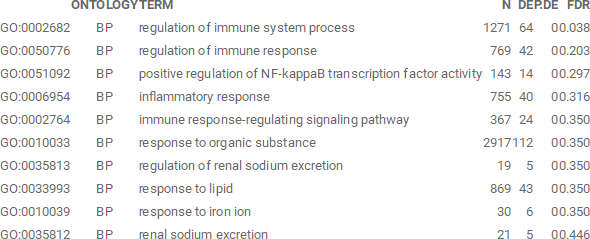 ONTOLOGYTERM N DEP.DE FDR
GO:0002682 BP regulation of immune system process 1271 64 00.038
GO:0050776 BP regulation of immune response 769 42 00.203
GO:0051092 BP positive regulation of NF-kappaB transcription factor activity 143 14 00.297
GO:0006954 BP inflammatory response 755 40 00.316
GO:0002764 BP immune response-regulating signaling pathway 367 24 00.350
GO:0010033 BP response to organic substance 2917112 00.350
GO:0035813 BP regulation of renal sodium excretion 19 5 00.350
GO:0033993 BP response to lipid 869 43 00.350
GO:0010039 BP response to iron ion 30 6 00.350
GO:0035812 BP renal sodium excretion 21 5 00.446